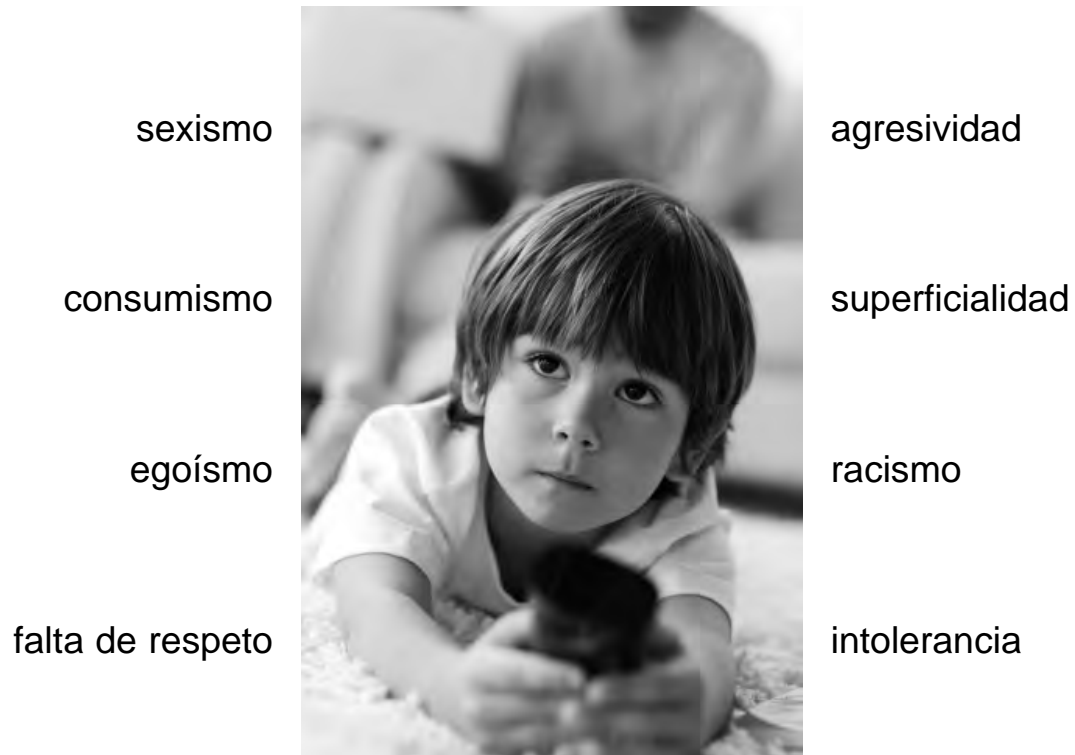 sexismo
agresividad
consumismo
superficialidad
egoísmo
racismo
falta de respeto
intolerancia